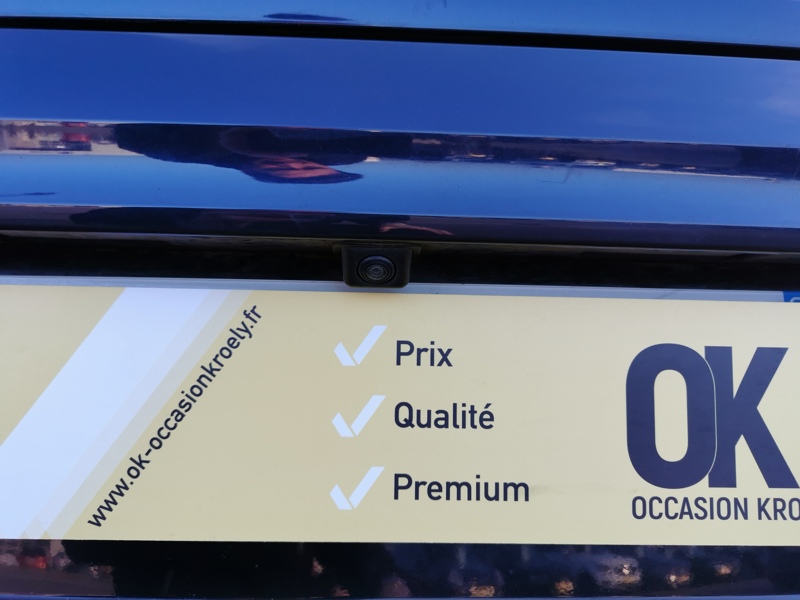 www.ok-occasionkroely.fr
Prix
Qualité
Premium
OK
OCCASION KRO